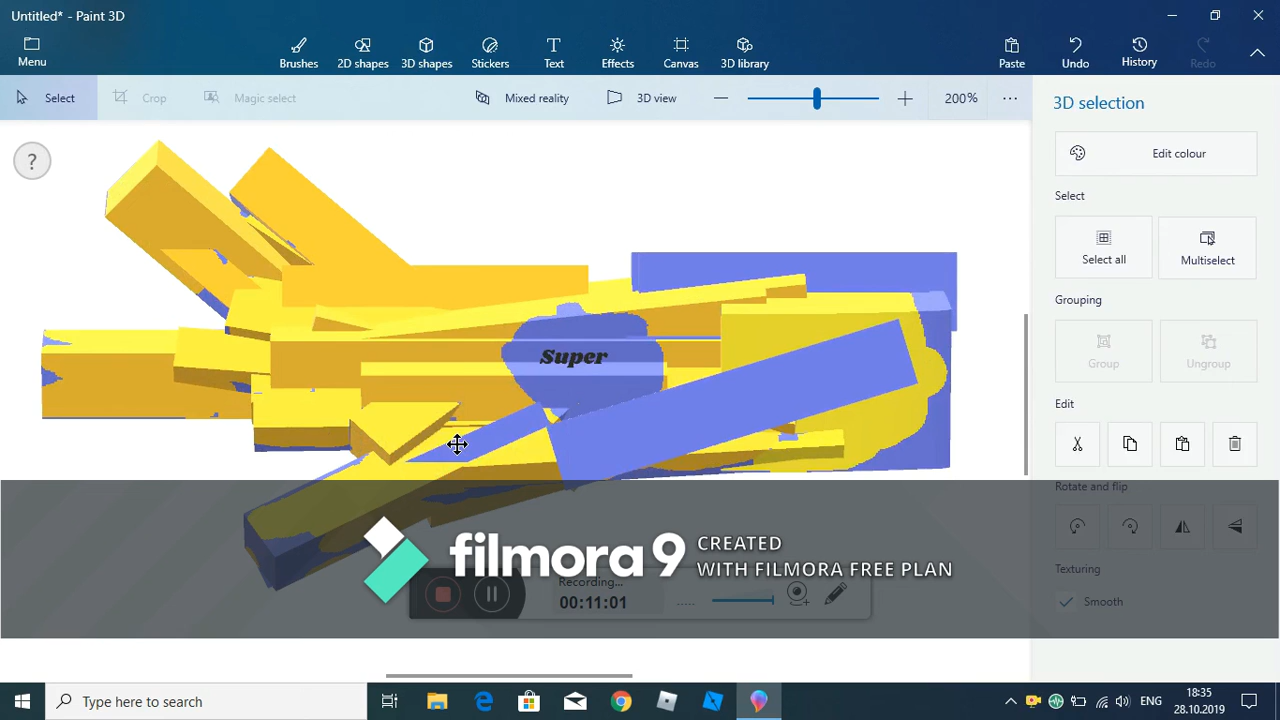 Untitled* - Paint 3D
Menu
Brushes
2D shapes
3D shapes
Stickers
Text
Effects
Canvas
3D library
Paste
Undo
History
Redo
Select
Crop
Magic select
Mixed reality
3D view
200%
3D selection
?
Edit colour
Select
Select all
Multiselect
Grouping
Group
Ungroup
Super
Edit
Rotate and flip
filmora9 CREATED
WITH FILMORA FREE PLAN
Recording...
00:11:01
Texturing
Smooth
Type here to search
ENG
18:35
28.10.2019